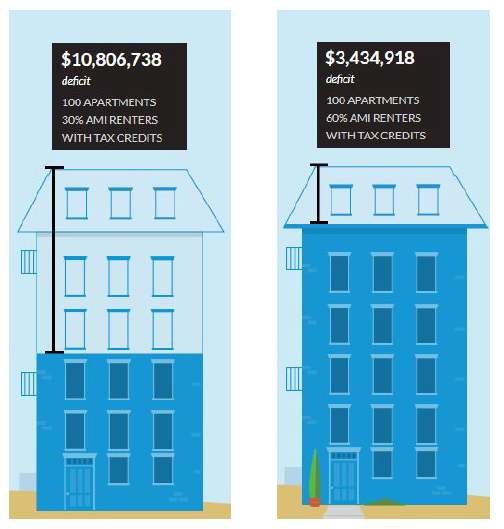 $10,806,738
deficit
100 APARTMENTS
30% AMI RENTERS
WITH TAX CREDITS
$3,434,918
deficit
100 APARTMENTS
60% AMI RENTERS
WITH TAX CREDITS